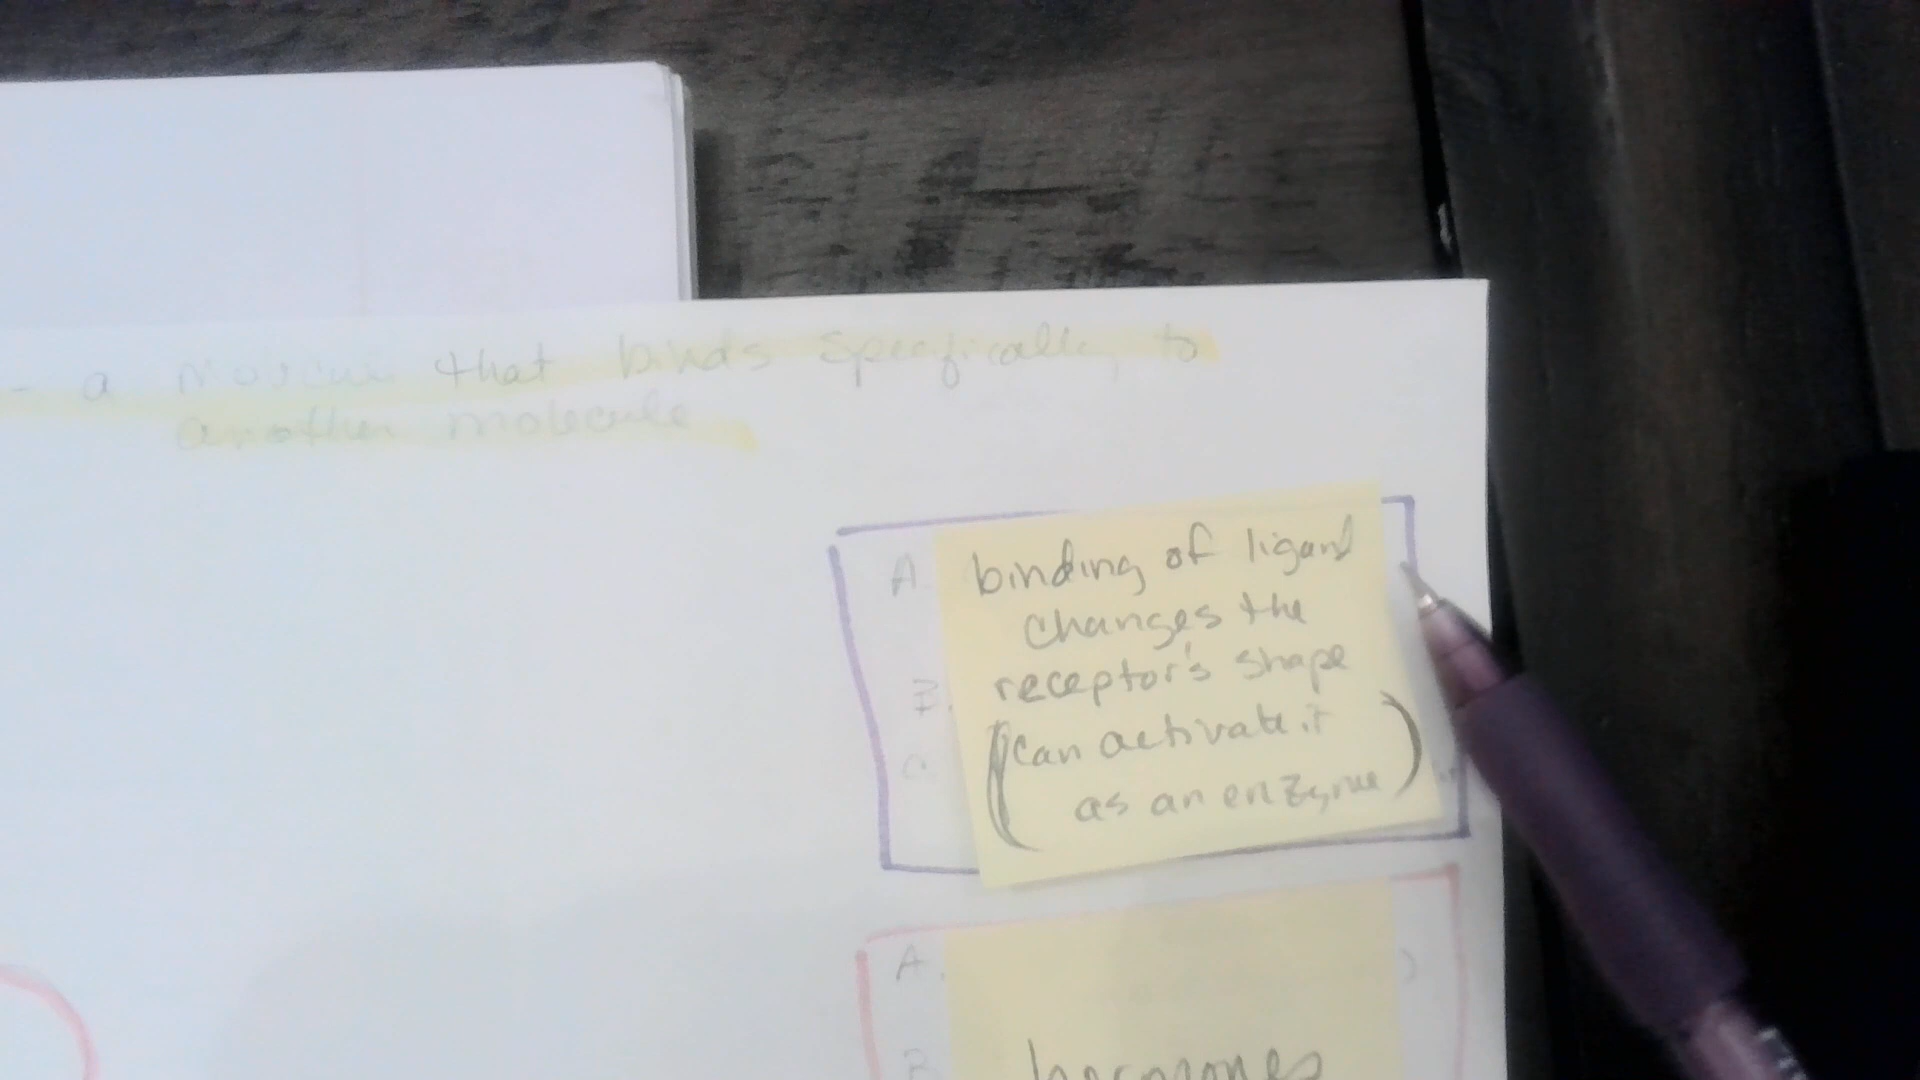 - a molecule that binds specifically to
another molecule
A. binding of ligand
changes the
receptor's shape
B.
(can activate it
C.
as an enzyme)
A.
B
hormones